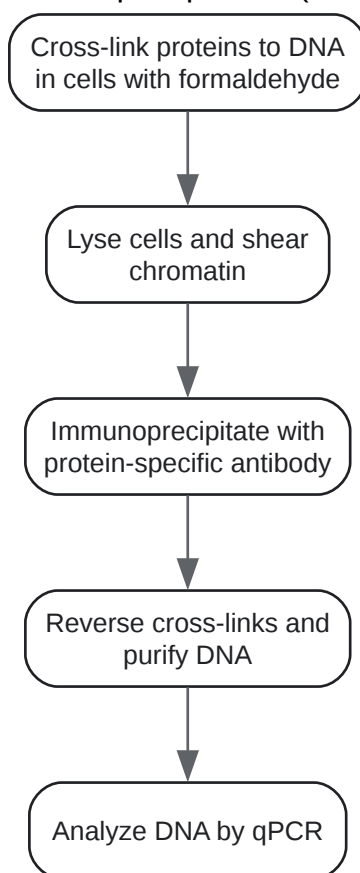 Cross-link proteins to DNA
in cells with formaldehyde
Lyse cells and shear
chromatin
Immunoprecipitate with
protein-specific antibody
Reverse cross-links and
purify DNA
Analyze DNA by qPCR